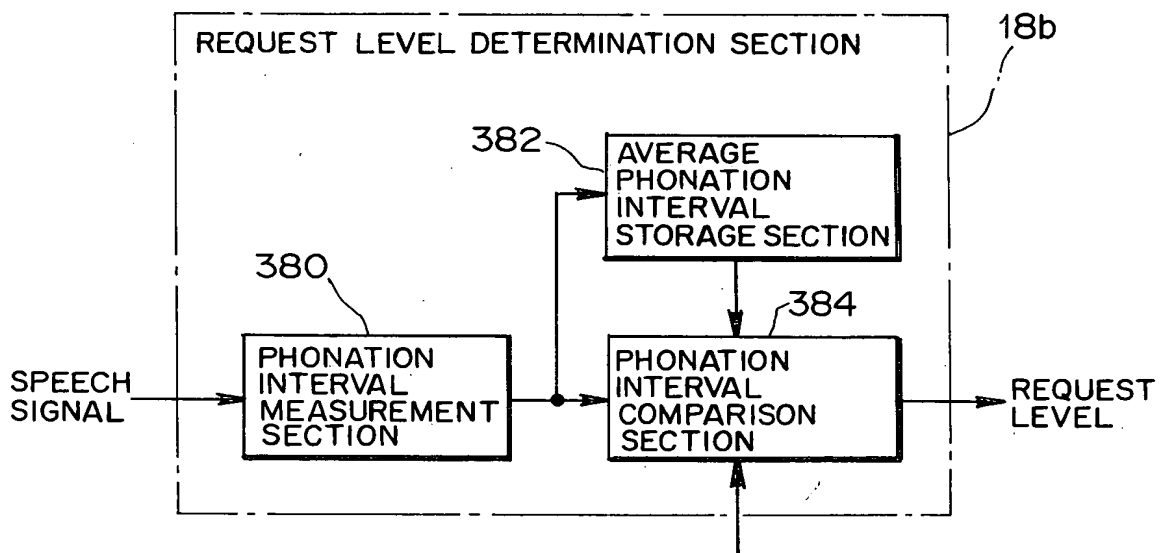 REQUEST LEVEL DETERMINATION SECTION
18b
382
AVERAGE
PHONATION
INTERVAL
STORAGE SECTION
380
384
SPEECH
SIGNAL
PHONATION
INTERVAL
MEASUREMENT
SECTION
PHONATION
INTERVAL
COMPARISON
SECTION
REQUEST
LEVEL